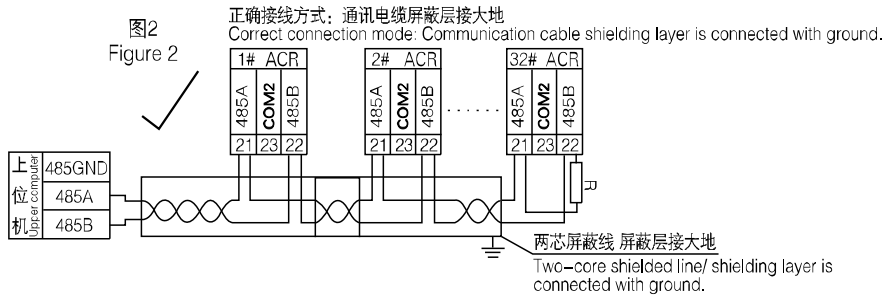 图2
Figure 2
正确接线方式：通讯电缆屏蔽层接大地
Correct connection mode: Communication cable shielding layer is connected with ground.
1# ACR
485A COM2 485B
21 23 22
2# ACR
485A COM2 485B
21 23 22
······
32# ACR
485A COM2 485B
21 23 22
R
上位机
Upper computer
485GND
485A
485B
两芯屏蔽线 屏蔽层接大地
Two-core shielded line/ shielding layer is
connected with ground.